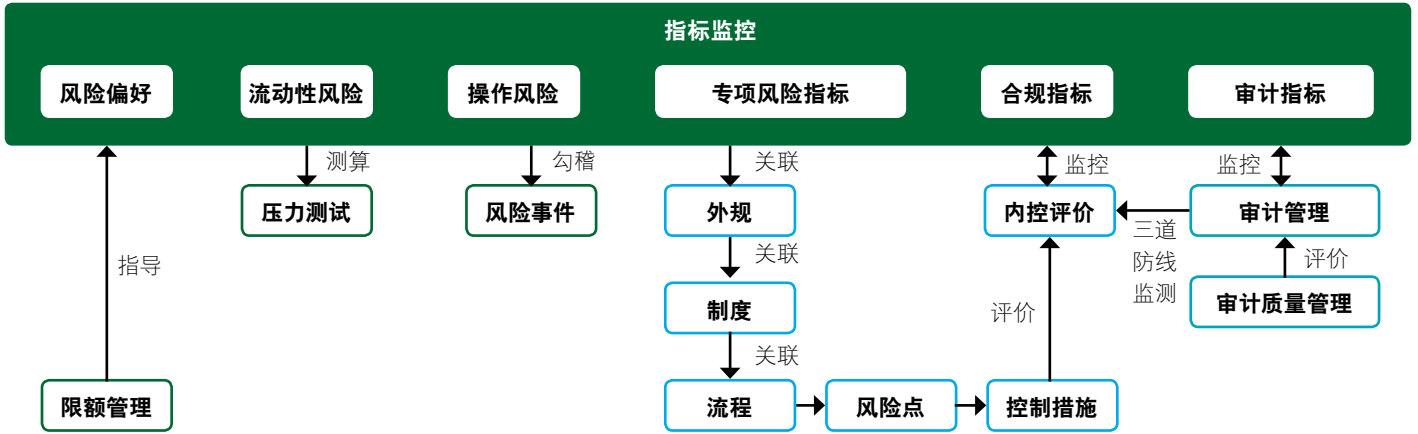 指标监控
风险偏好
流动性风险
操作风险
专项风险指标
合规指标
审计指标
测算
勾稽
关联
监控
监控
压力测试
风险事件
外规
内控评价
审计管理
三道
防线
监测
指导
关联
评价
制度
审计质量管理
评价
关联
限额管理
流程
风险点
控制措施